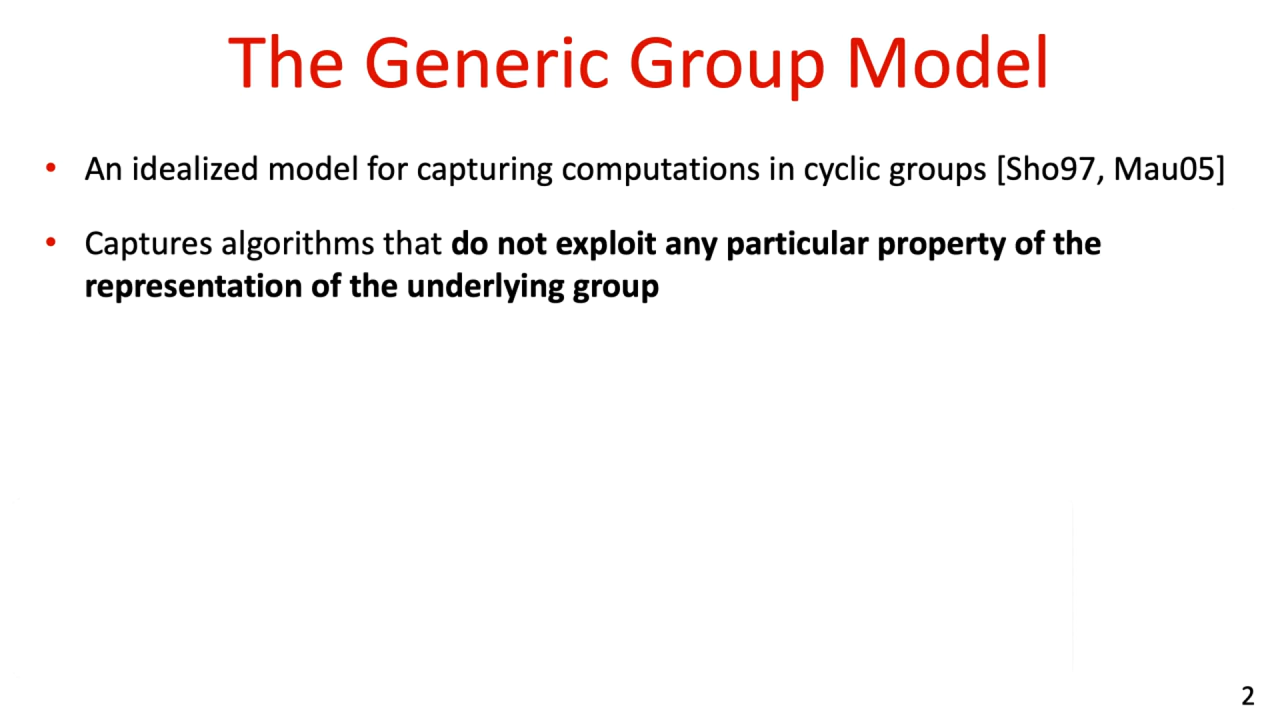 The Generic Group Model
• An idealized model for capturing computations in cyclic groups [Sho97, Mau05]
• Captures algorithms that do not exploit any particular property of the
representation of the underlying group
2